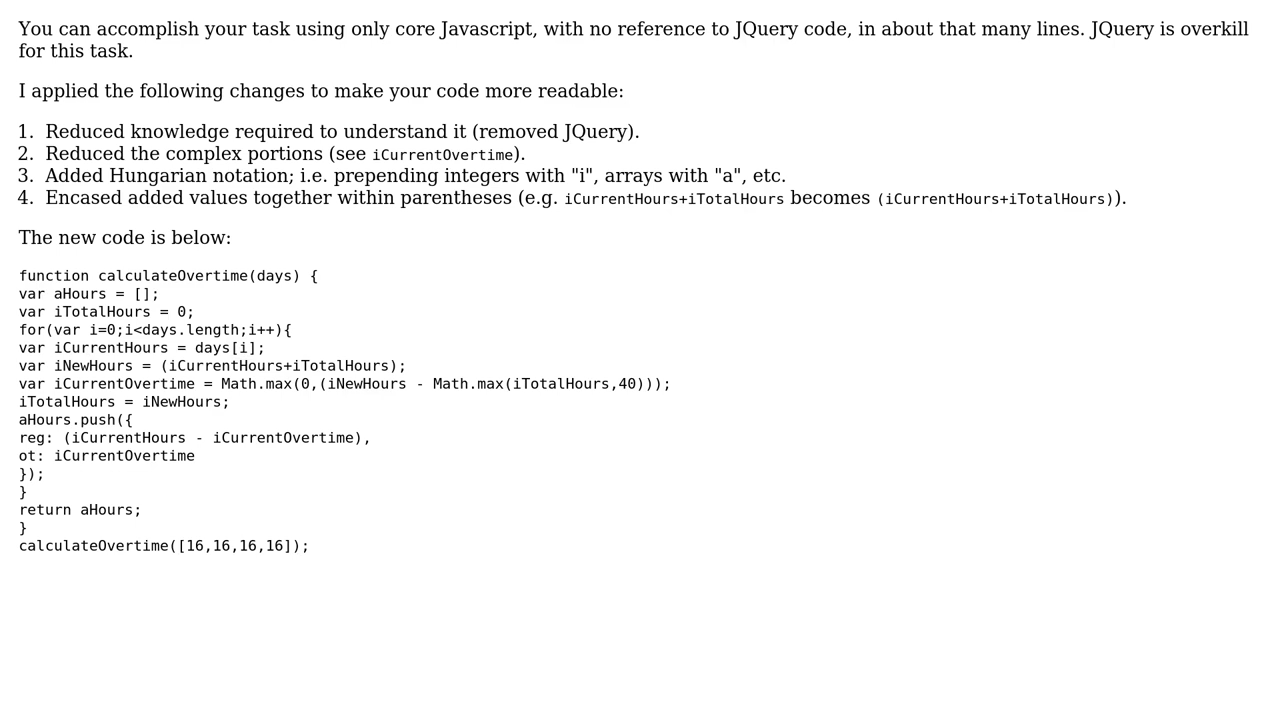 You can accomplish your task using only core Javascript, with no reference to JQuery code, in about that many lines. JQuery is overkill
for this task.
I applied the following changes to make your code more readable:
1. Reduced knowledge required to understand it (removed JQuery).
2. Reduced the complex portions (see iCurrentOvertime).
3. Added Hungarian notation; i.e. prepending integers with "i", arrays with "a", etc.
4. Encased added values together within parentheses (e.g. iCurrentHours+iTotalHours becomes (iCurrentHours+iTotalHours)).
The new code is below:
function calculateOvertime(days) {
var aHours = [];
var iTotalHours = 0;
for(var i=0;i<days.length;i++){
var iCurrentHours = days[i];
var iNewHours = (iCurrentHours+iTotalHours);
var iCurrentOvertime = Math.max(0,(iNewHours - Math.max(iTotalHours,40)));
iTotalHours = iNewHours;
aHours.push({
reg: (iCurrentHours - iCurrentOvertime),
ot: iCurrentOvertime
});
}
return aHours;
}
calculateOvertime([16,16,16,16]);